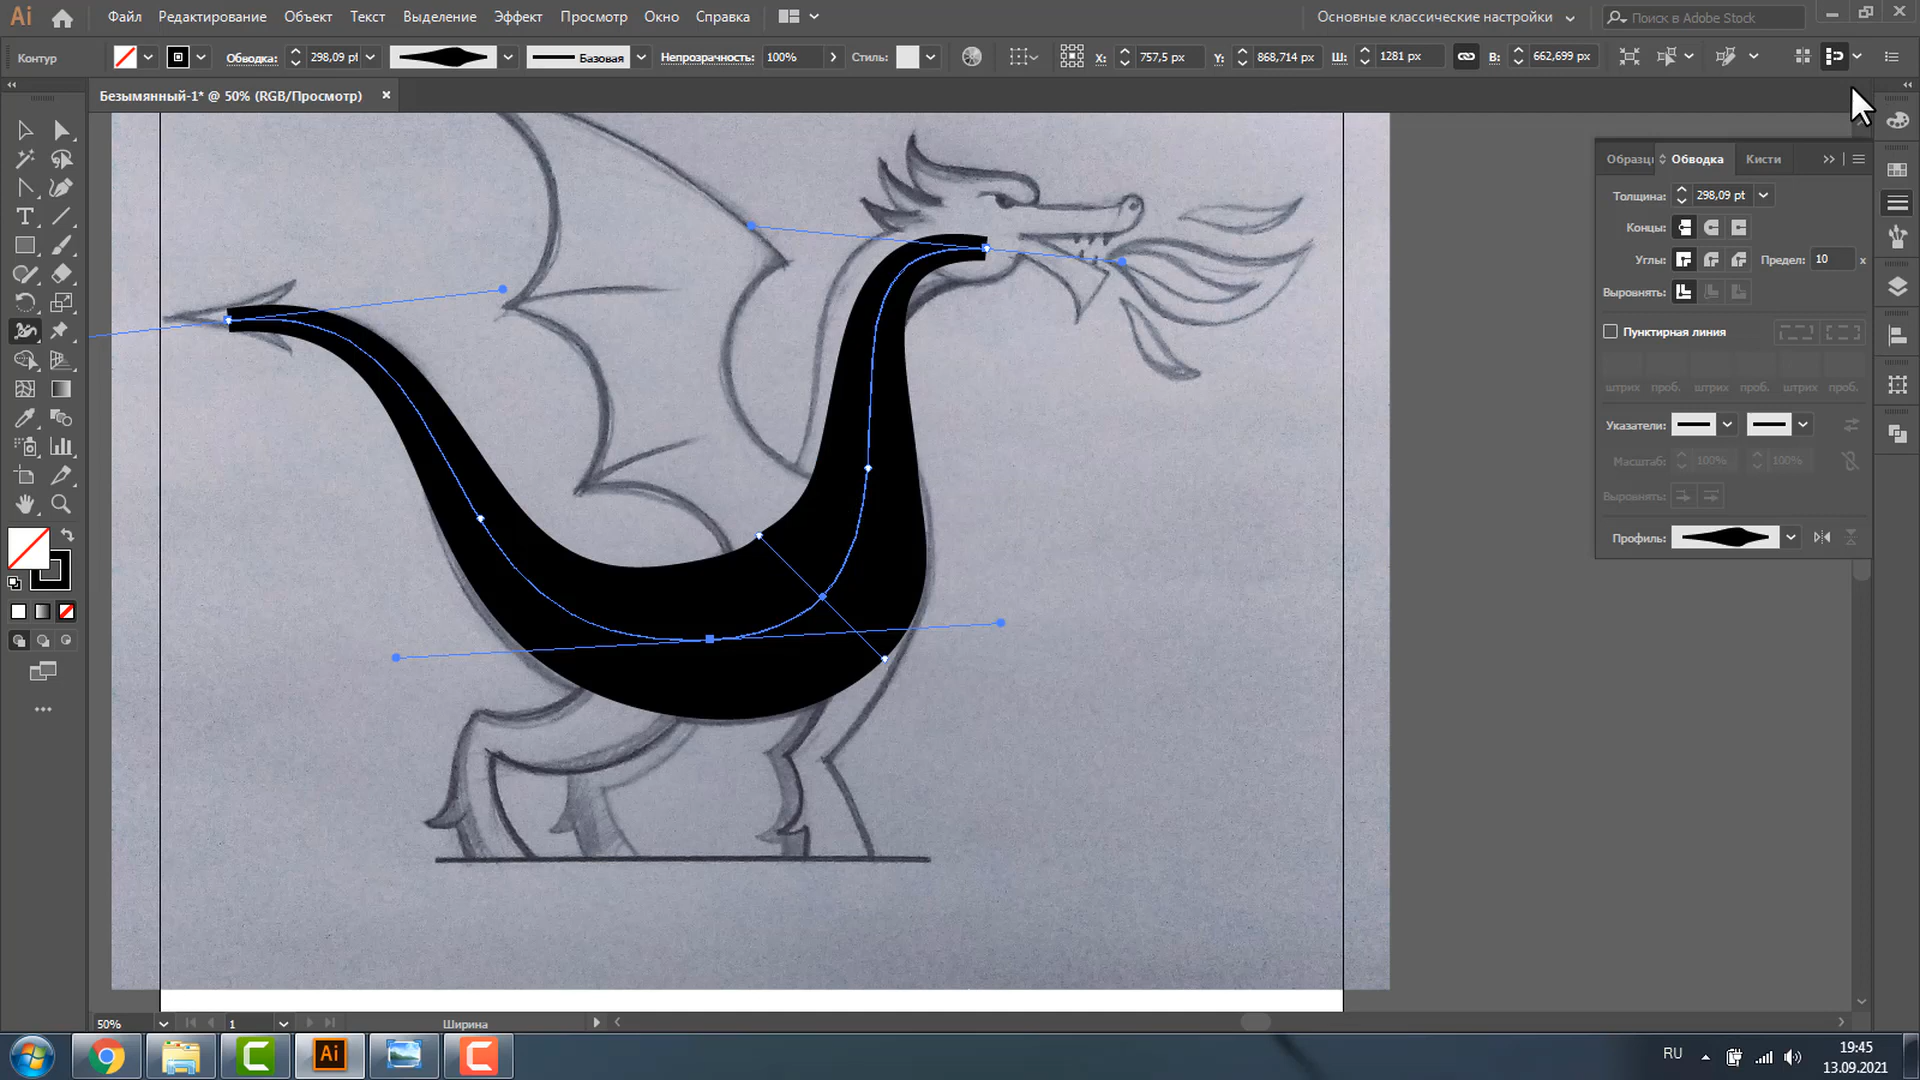 Ai Файл Редактирование Объект Текст Выделение Эффект Просмотр Окно Справка Основные классические настройки Поиск в Adobe Stock
Контур Обводка: 298,09 pt Базовая Непрозрачность: 100% Стиль: X: 757,5 px Y: 868,714 px Ш: 1281 px В: 662,699 px
Безымянный-1* @ 50% (RGB/Просмотр)
Образц Обводка Кисти
Толщина: 298,09 pt
Концы:
Углы: Предел: 10 x
Выровнять:
Пунктирная линия
штрих проб. штрих проб. штрих проб.
Указатели:
Масштаб: 100% 100%
Выровнять:
Профиль:
50% 1 Ширина
Ai RU 19:45
13.09.2021